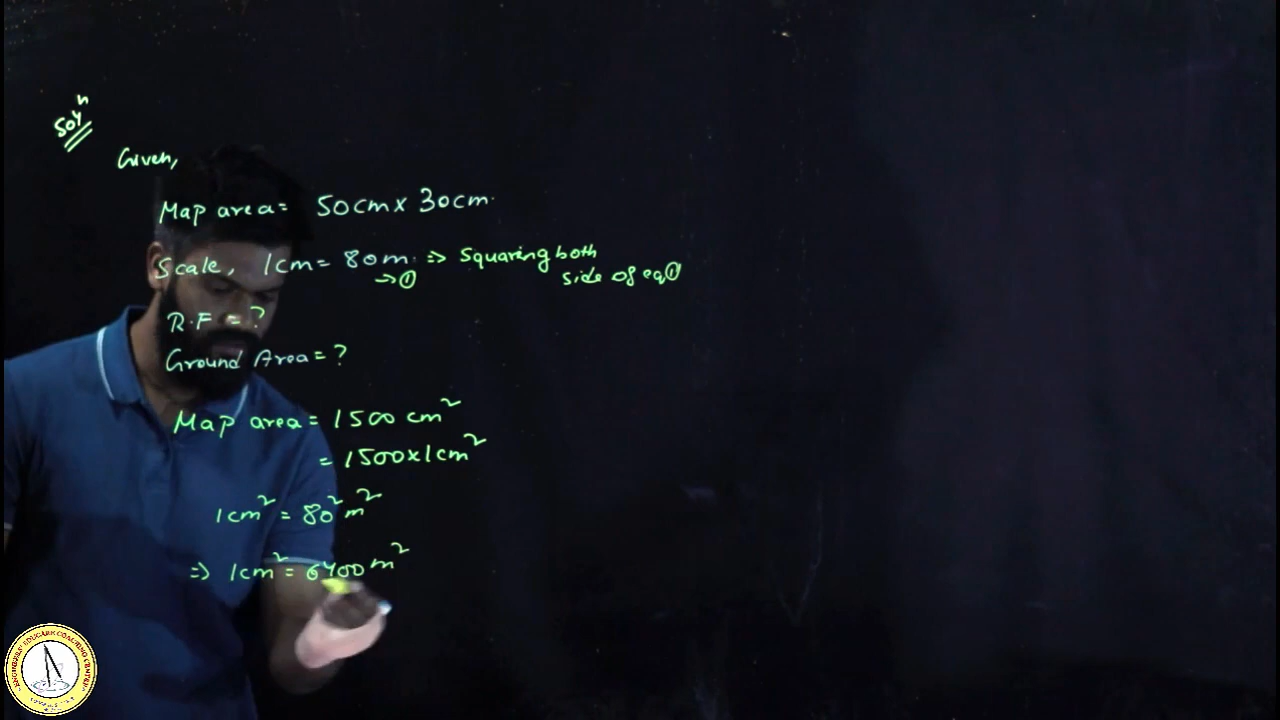 Solⁿ
Given,
Map area = 50cm x 30cm.
Scale, 1cm = 80m. => Squaring both
→① side of eq①
R.F = ?
Ground Area = ?
Map area = 1500 cm²
= 1500x1cm²
1cm² = 80² m²
=> 1cm² = 6400 m²